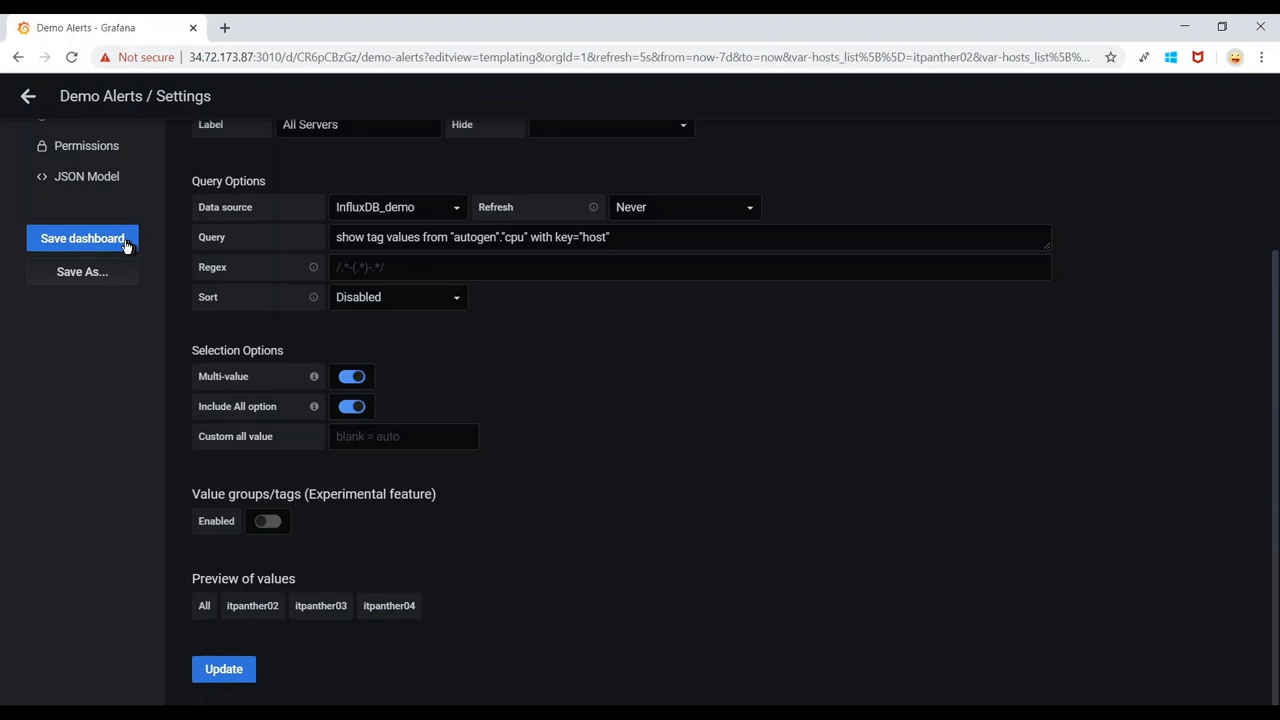 Demo Alerts - Grafana
Not secure 34.72.173.87:3010/d/CR6pCBzGz/demo-alerts?editview=templating&orgId=1&refresh=5s&from=now-7d&to=now&var-hosts_list%5B%5D=itpanther02&var-hosts_list%5B%...
Demo Alerts / Settings
Label All Servers Hide
Permissions
JSON Model
Save dashboard
Save As...
Query Options
Data source InfluxDB_demo Refresh Never
Query show tag values from "autogen"."cpu" with key="host"
Regex /.*-(.*)-.*/
Sort Disabled
Selection Options
Multi-value
Include All option
Custom all value blank = auto
Value groups/tags (Experimental feature)
Enabled
Preview of values
All itpanther02 itpanther03 itpanther04
Update